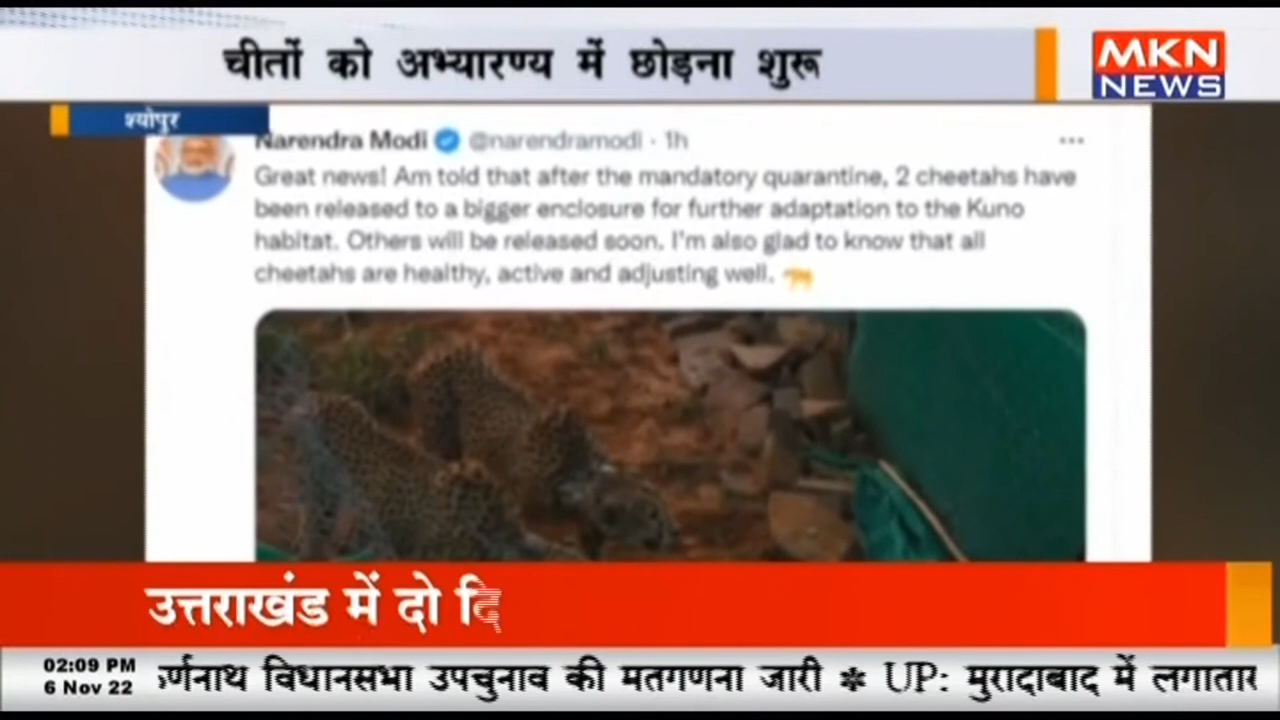 चीतों को अभ्यारण्य में छोड़ना शुरू
MKN
NEWS
श्योपुर
Narendra Modi @narendramodi · 1h
Great news! Am told that after the mandatory quarantine, 2 cheetahs have
been released to a bigger enclosure for further adaptation to the Kuno
habitat. Others will be released soon. I'm also glad to know that all
cheetahs are healthy, active and adjusting well.
उत्तराखंड में दो
02:09 PM
6 Nov 22
विधानसभा उपचुनाव की मतगणना जारी * UP: मुरादाबाद में लगातार